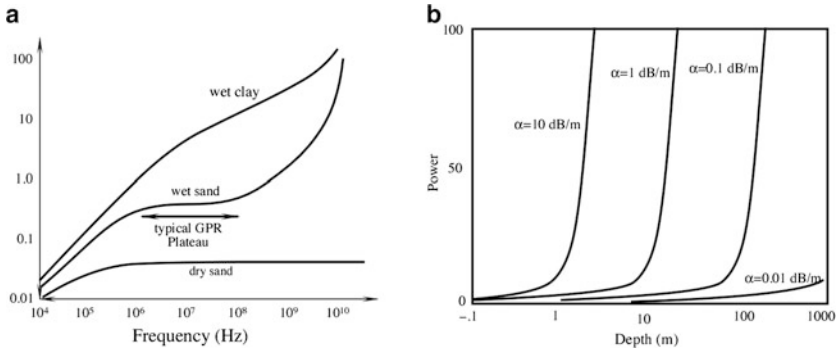 a
100
10
1.0
0.1
0.01
wet clay
wet sand
typical GPR
Plateau
dry sand
10⁴ 10⁵ 10⁶ 10⁷ 10⁸ 10⁹ 10¹⁰
Frequency (Hz)
b
100
50
0
Power
α=10 dB/m
α=1 dB/m
α=0.1 dB/m
α=0.01 dB/m
-.1 1 10 100 1000
Depth (m)